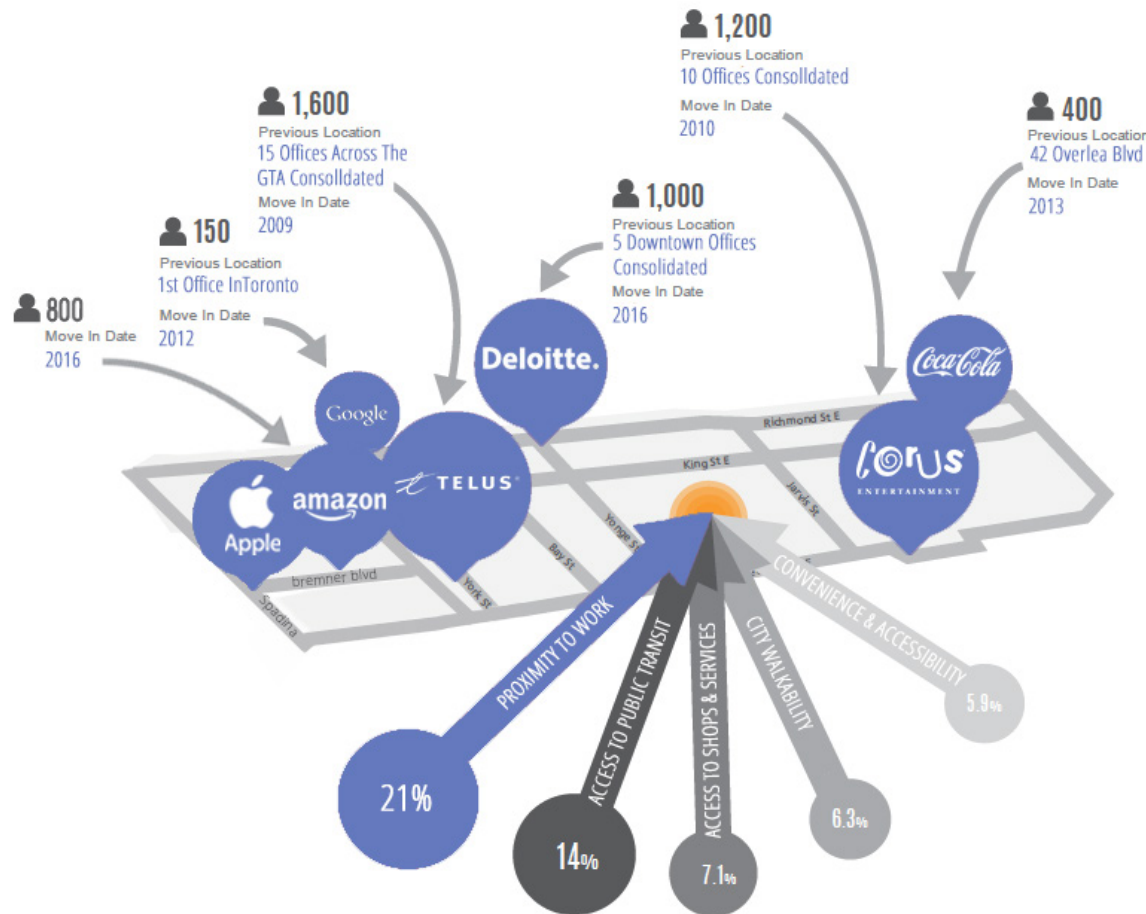 1,200
Previous Location
10 Offices Consolldated
Move In Date
2010
1,600
Previous Location
15 Offices Across The
GTA Consolldated
Move In Date
2009
400
Previous Location
42 Overlea Blvd
Move In Date
2013
1,000
Previous Location
5 Downtown Offices
Consolidated
Move In Date
2016
150
Previous Location
1st Office InToronto
Move In Date
2012
800
Move In Date
2016
Deloitte.
Coca-Cola
Google
Richmond St E
King St E
Jarvis St
Corus
ENTERTAINMENT
TELUS
amazon
Apple
Yonge St
Bay St
York St
bremner blvd
Spadina
PROXIMITY TO WORK
21%
ACCESS TO PUBLIC TRANSIT
14%
ACCESS TO SHOPS & SERVICES
7.1%
CITY WALKABILITY
6.3%
CONVENIENCE & ACCESSIBILITY
5.9%